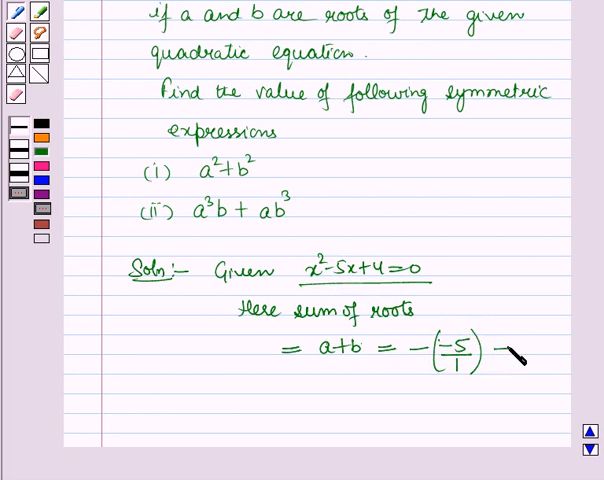 if a and b are roots of the given
quadratic equation.
Find the value of following symmetric
expressions
(i) a²+b²
(ii) a³b + ab³
Soln:- Given x²-5x+4=0
Here sum of roots
= a+b = -(-5/1) -